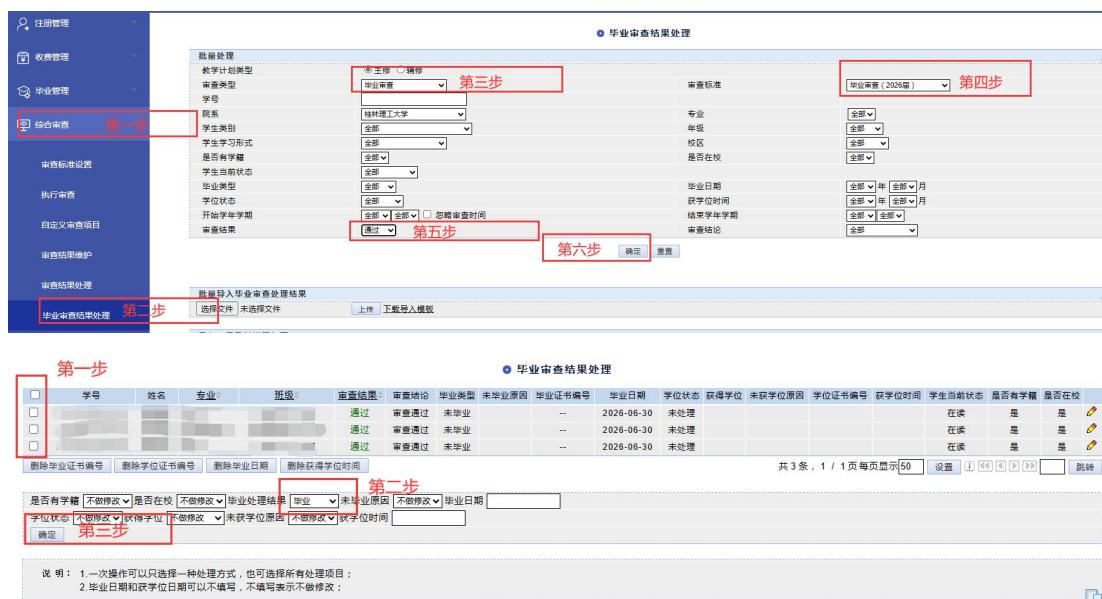 注册管理
收费管理
毕业管理
综合审查 第一步
审查标准设置
执行审查
自定义审查项目
审查结果维护
审查结果处理
毕业审查结果处理 第二步
毕业审查结果处理
批量处理
教学计划类型 主修 辅修
审查类型 毕业审查 第三步 审查标准 毕业审查(2026届) 第四步
学号
院系 桂林理工大学 专业 全部
学生类别 全部 年级 全部
学生学习形式 全部 校区 全部
是否有学籍 全部 是否在校 全部
学生当前状态 全部
毕业类型 全部 毕业日期 全部 年 全部 月
学位状态 全部 获学位时间 全部 年 全部 月
开始学年学期 全部 全部 忽略审查时间 结束学年学期 全部 全部
审查结果 通过 第五步 审查结论 全部
第六步 确定 重置
批量导入毕业审查处理结果
选择文件 未选择文件 上传 下载导入模板
第一步
毕业审查结果处理
学号 姓名 专业 班级 审查结果 审查结论 毕业类型 未毕业原因 毕业证书编号 毕业日期 学位状态 获得学位 未获学位原因 学位证书编号 获学位时间 学生当前状态 是否有学籍 是否在校
通过 审查通过 未毕业 -- 2026-06-30 未处理 在读 是 是
通过 审查通过 未毕业 -- 2026-06-30 未处理 在读 是 是
通过 审查通过 未毕业 -- 2026-06-30 未处理 在读 是 是
删除毕业证书编号 删除学位证书编号 删除毕业日期 删除获得学位时间 共3条,1 / 1页每页显示50 设置 跳转
第二步
是否有学籍 不做修改 是否在校 不做修改 毕业处理结果 毕业 未毕业原因 不做修改 毕业日期
学位状态 不做修改 获得学位 不做修改 未获学位原因 不做修改 获学位时间
确定 第三步
说 明: 1.一次操作可以只选择一种处理方式,也可选择所有处理项目;
2.毕业日期和获学位日期可以不填写,不填写表示不做修改;